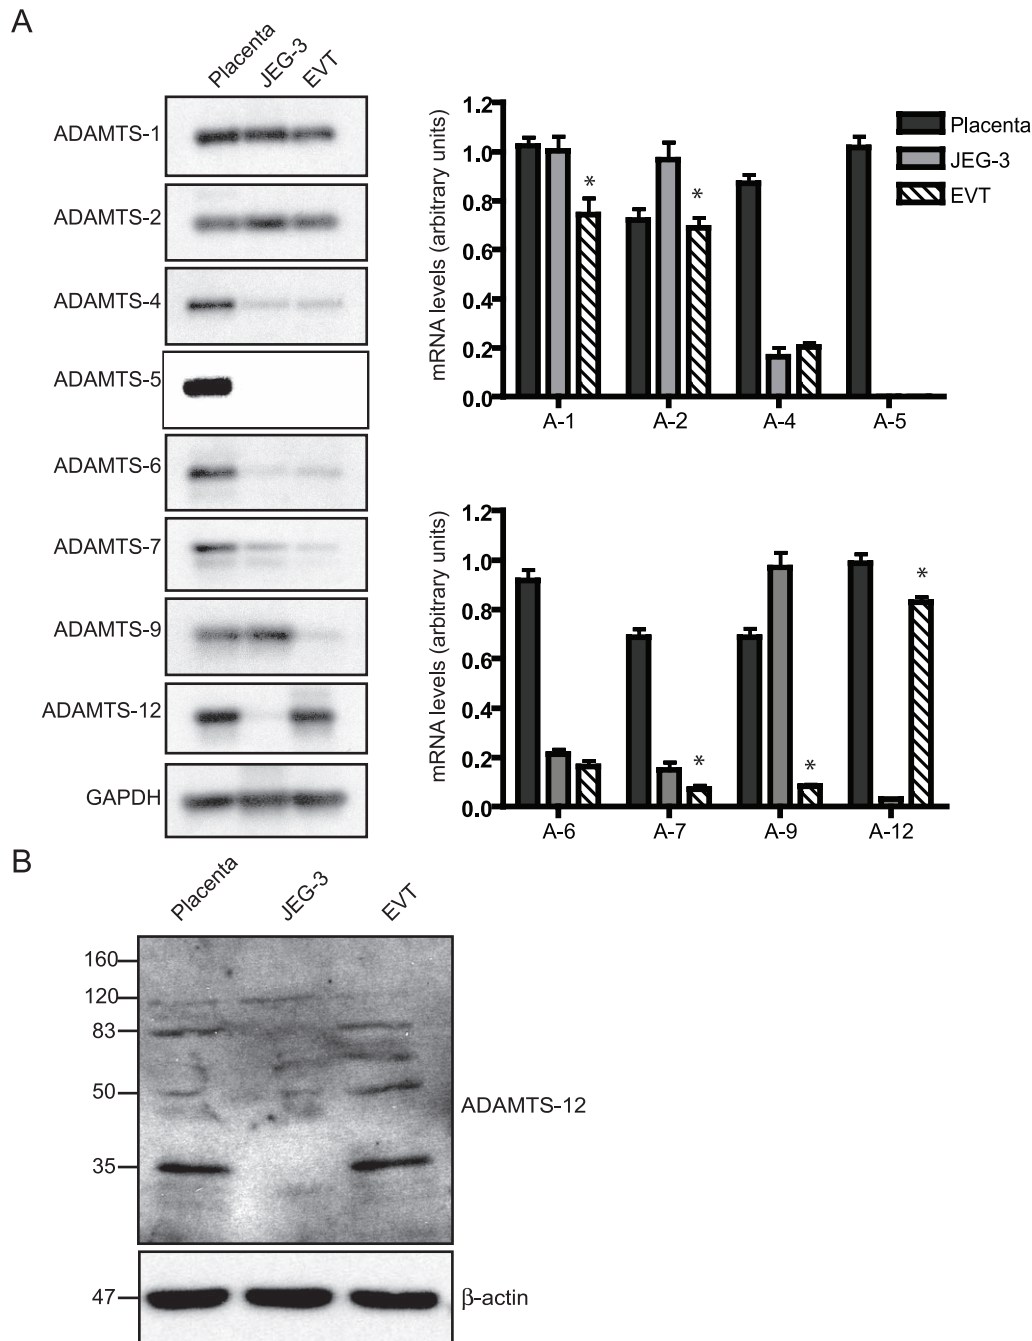 A
Placenta
JEG-3
EVT
ADAMTS-1
ADAMTS-2
ADAMTS-4
ADAMTS-5
ADAMTS-6
ADAMTS-7
ADAMTS-9
ADAMTS-12
GAPDH
mRNA levels (arbitrary units)
1.2
1.0
0.8
0.6
0.4
0.2
0.0
* *
A-1 A-2 A-4 A-5
Placenta
JEG-3
EVT
mRNA levels (arbitrary units)
1.2
1.0
0.8
0.6
0.4
0.2
0.0
* * *
A-6 A-7 A-9 A-12
B
Placenta
JEG-3
EVT
160
120
83
50
35
ADAMTS-12
47
β-actin